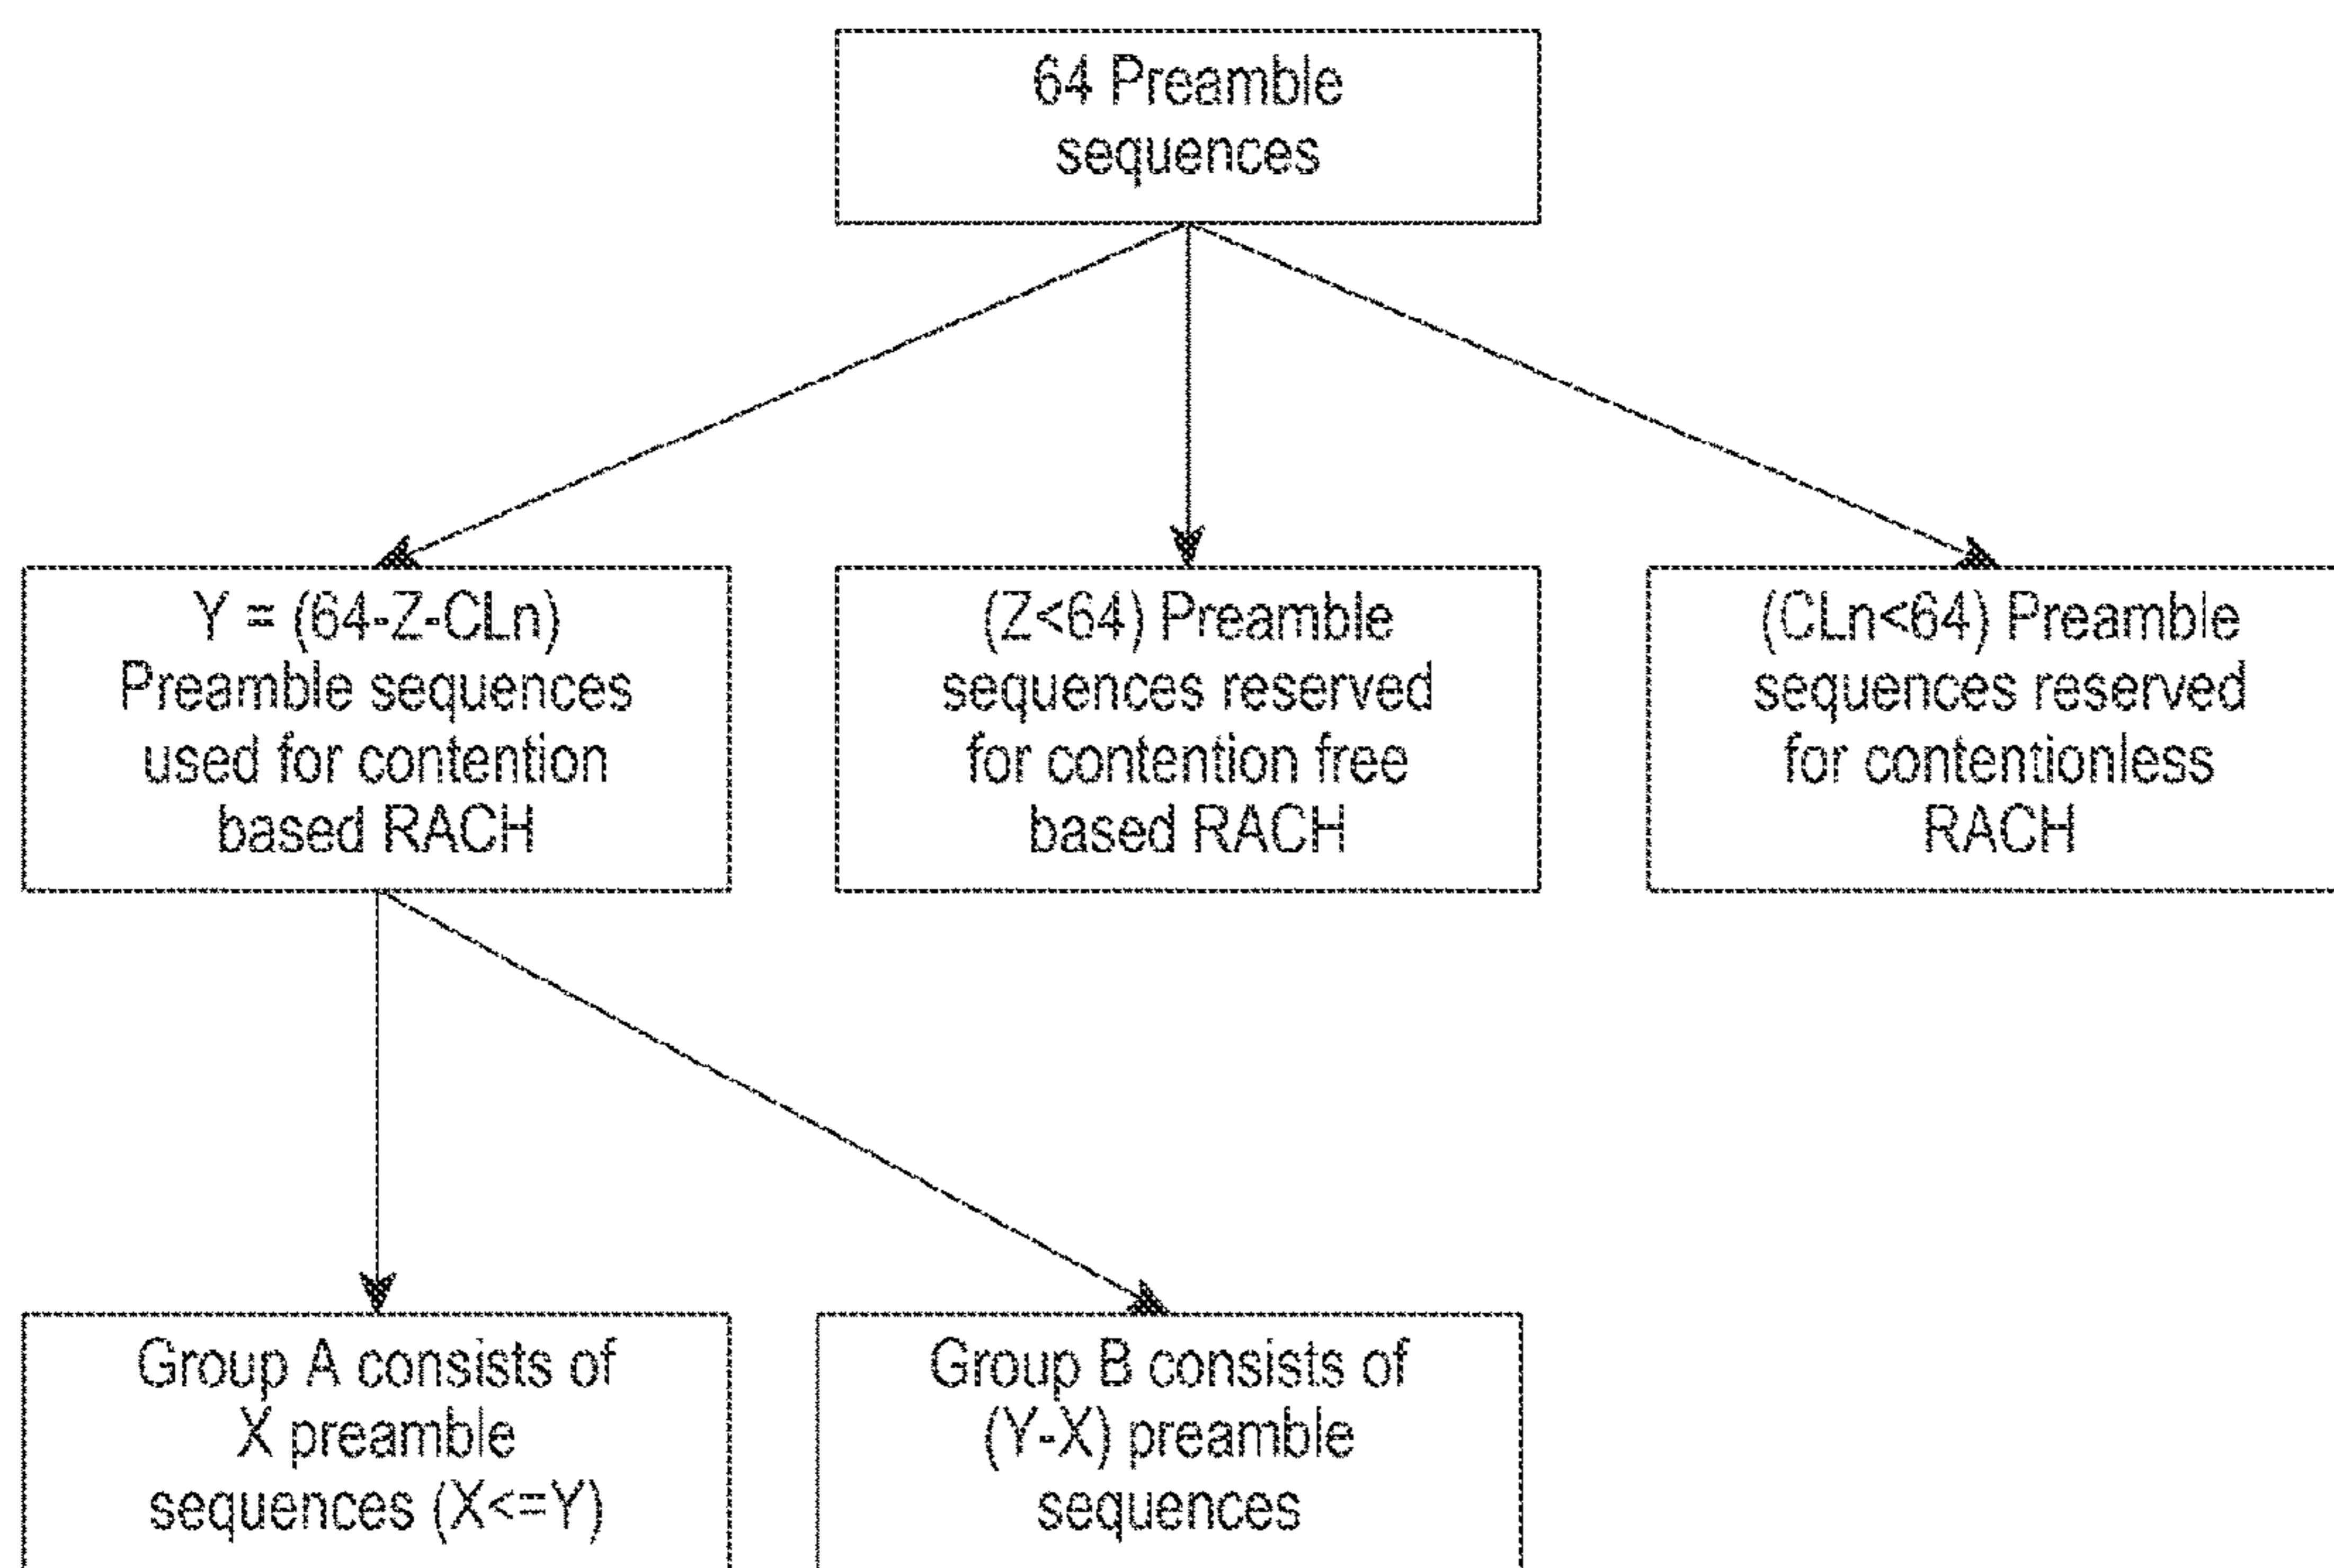 64 Preamble
sequences
Y = (64-Z-CLn)
Preamble sequences
used for contention
based RACH
(Z<64) Preamble
sequences reserved
for contention free
based RACH
(CLn<64) Preamble
sequences reserved
for contentionless
RACH
Group A consists of
X preamble
sequences (X<=Y)
Group B consists of
(Y-X) preamble
sequences